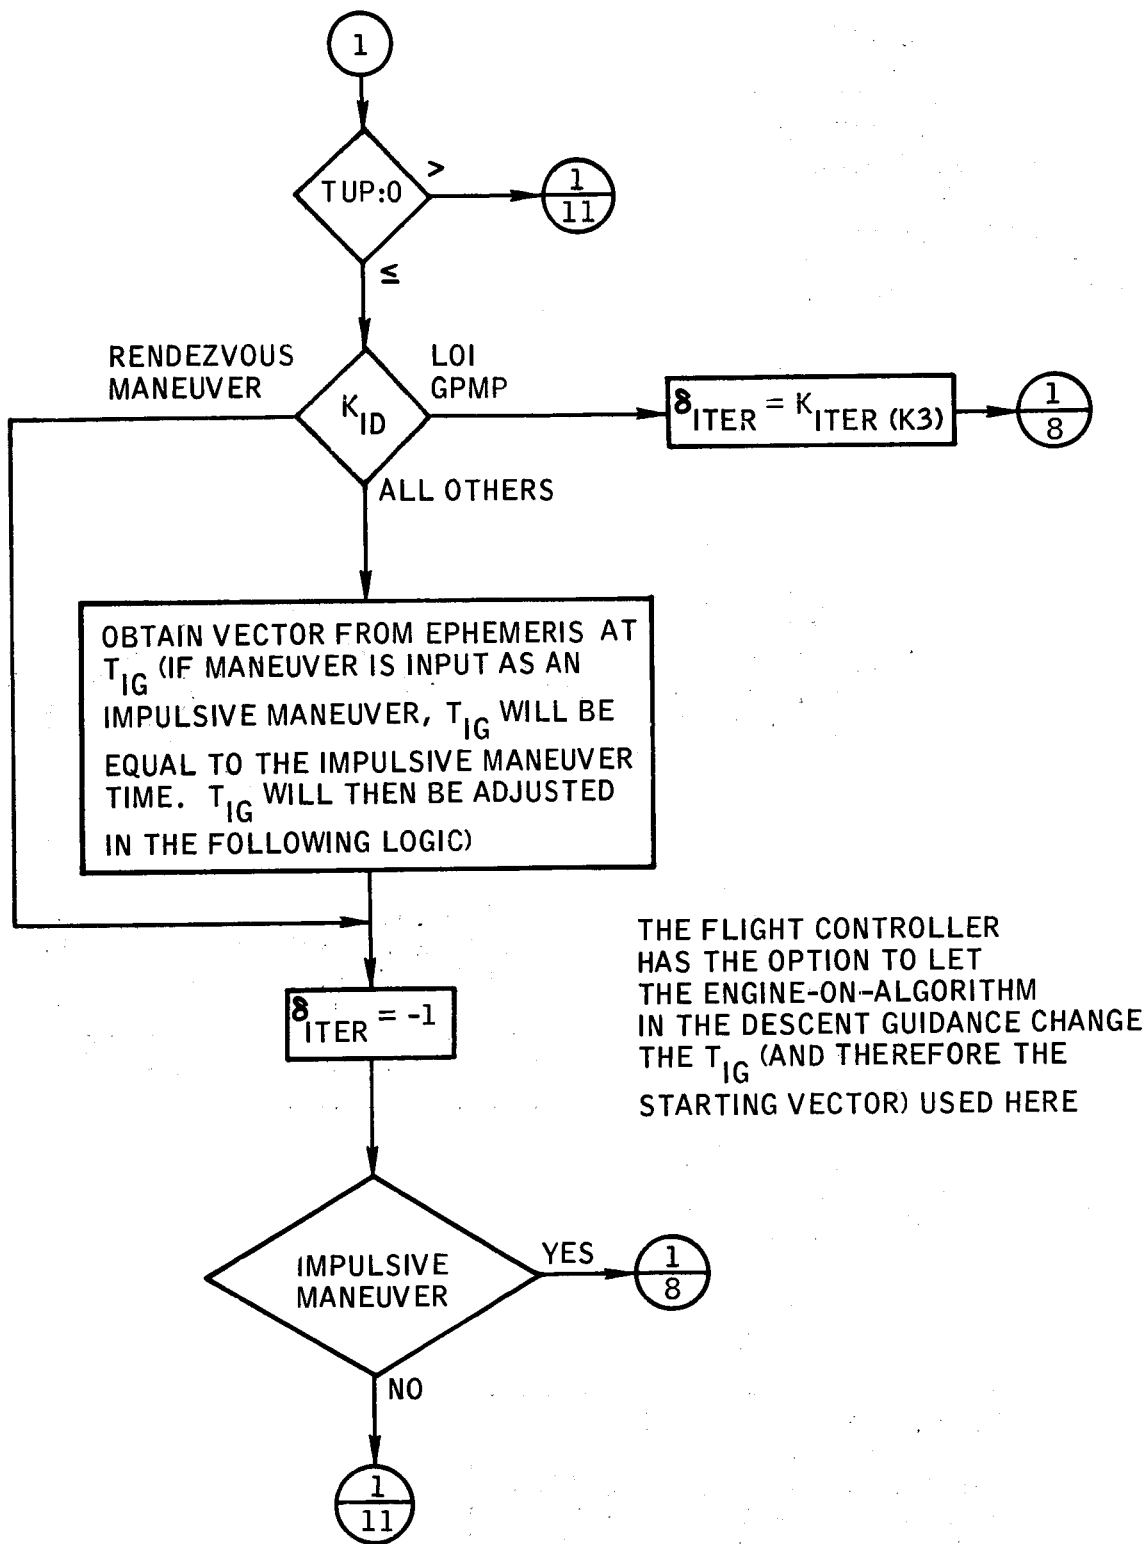 1
TUP:0
>
1
11
≤
RENDEZVOUS
MANEUVER
K_ID
LOI
GPMP
δ_ITER = K_ITER (K3)
1
8
ALL OTHERS
OBTAIN VECTOR FROM EPHEMERIS AT
T_IG (IF MANEUVER IS INPUT AS AN
IMPULSIVE MANEUVER, T_IG WILL BE
EQUAL TO THE IMPULSIVE MANEUVER
TIME. T_IG WILL THEN BE ADJUSTED
IN THE FOLLOWING LOGIC)
THE FLIGHT CONTROLLER
HAS THE OPTION TO LET
THE ENGINE-ON-ALGORITHM
IN THE DESCENT GUIDANCE CHANGE
THE T_IG (AND THEREFORE THE
STARTING VECTOR) USED HERE
δ_ITER = -1
IMPULSIVE
MANEUVER
YES
1
8
NO
1
11